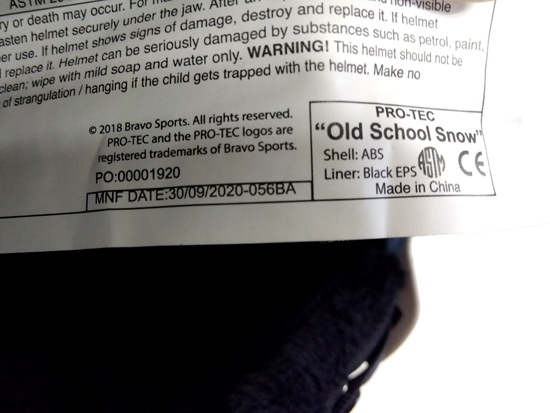 ry or death may occur. For m
non-visible
asten helmet securely under the jaw. After an
er use. If helmet shows signs of damage, destroy and replace it. If helmet
l replace it. Helmet can be seriously damaged by substances such as petrol, paint,
clean; wipe with mild soap and water only. WARNING! This helmet should not be
of strangulation / hanging if the child gets trapped with the helmet. Make no
© 2018 Bravo Sports. All rights reserved.
PRO-TEC and the PRO-TEC logos are
registered trademarks of Bravo Sports.
PO:00001920
MNF DATE:30/09/2020-056BA
PRO-TEC
“Old School Snow”
Shell: ABS
Liner: Black EPS
ASTM CE
Made in China